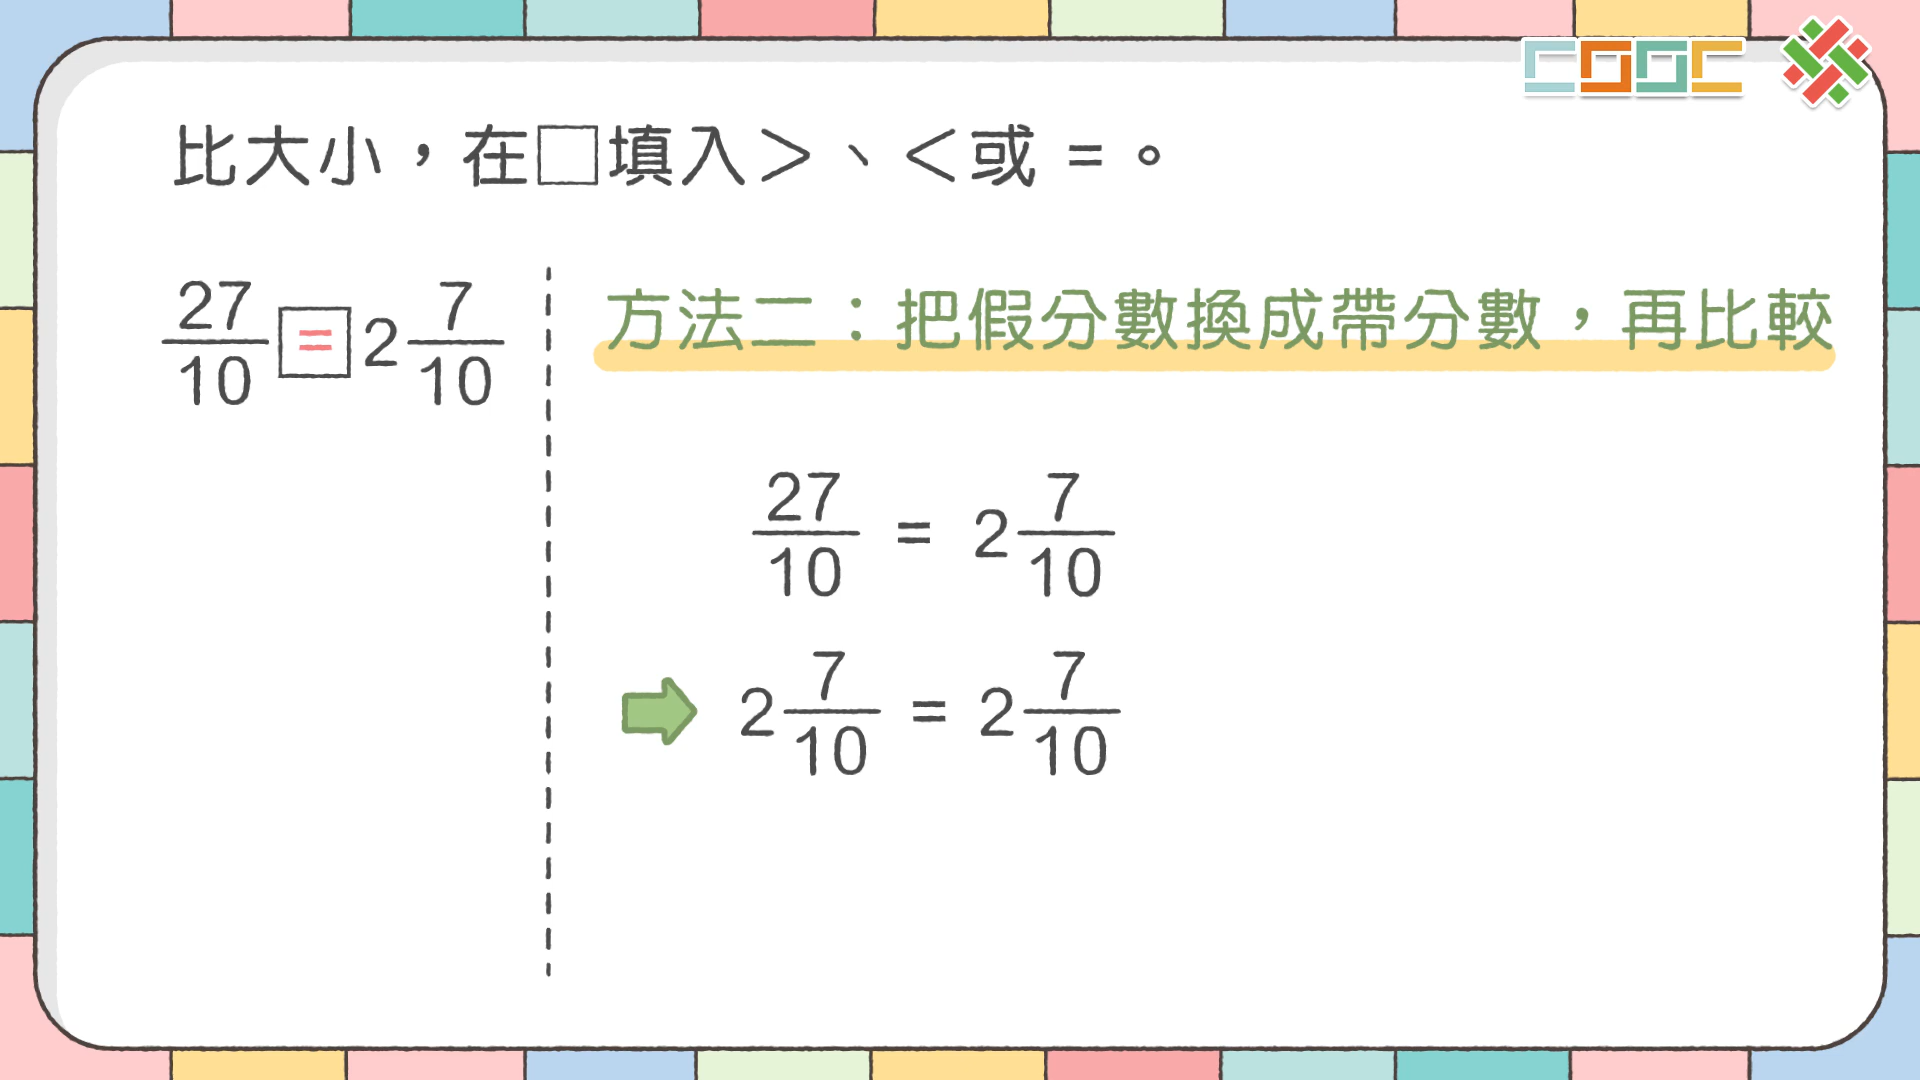 COOC
比大小，在□填入＞、＜或 = 。
27/10 = 2 7/10
方法二：把假分數換成帶分數，再比較
27/10 = 2 7/10
2 7/10 = 2 7/10